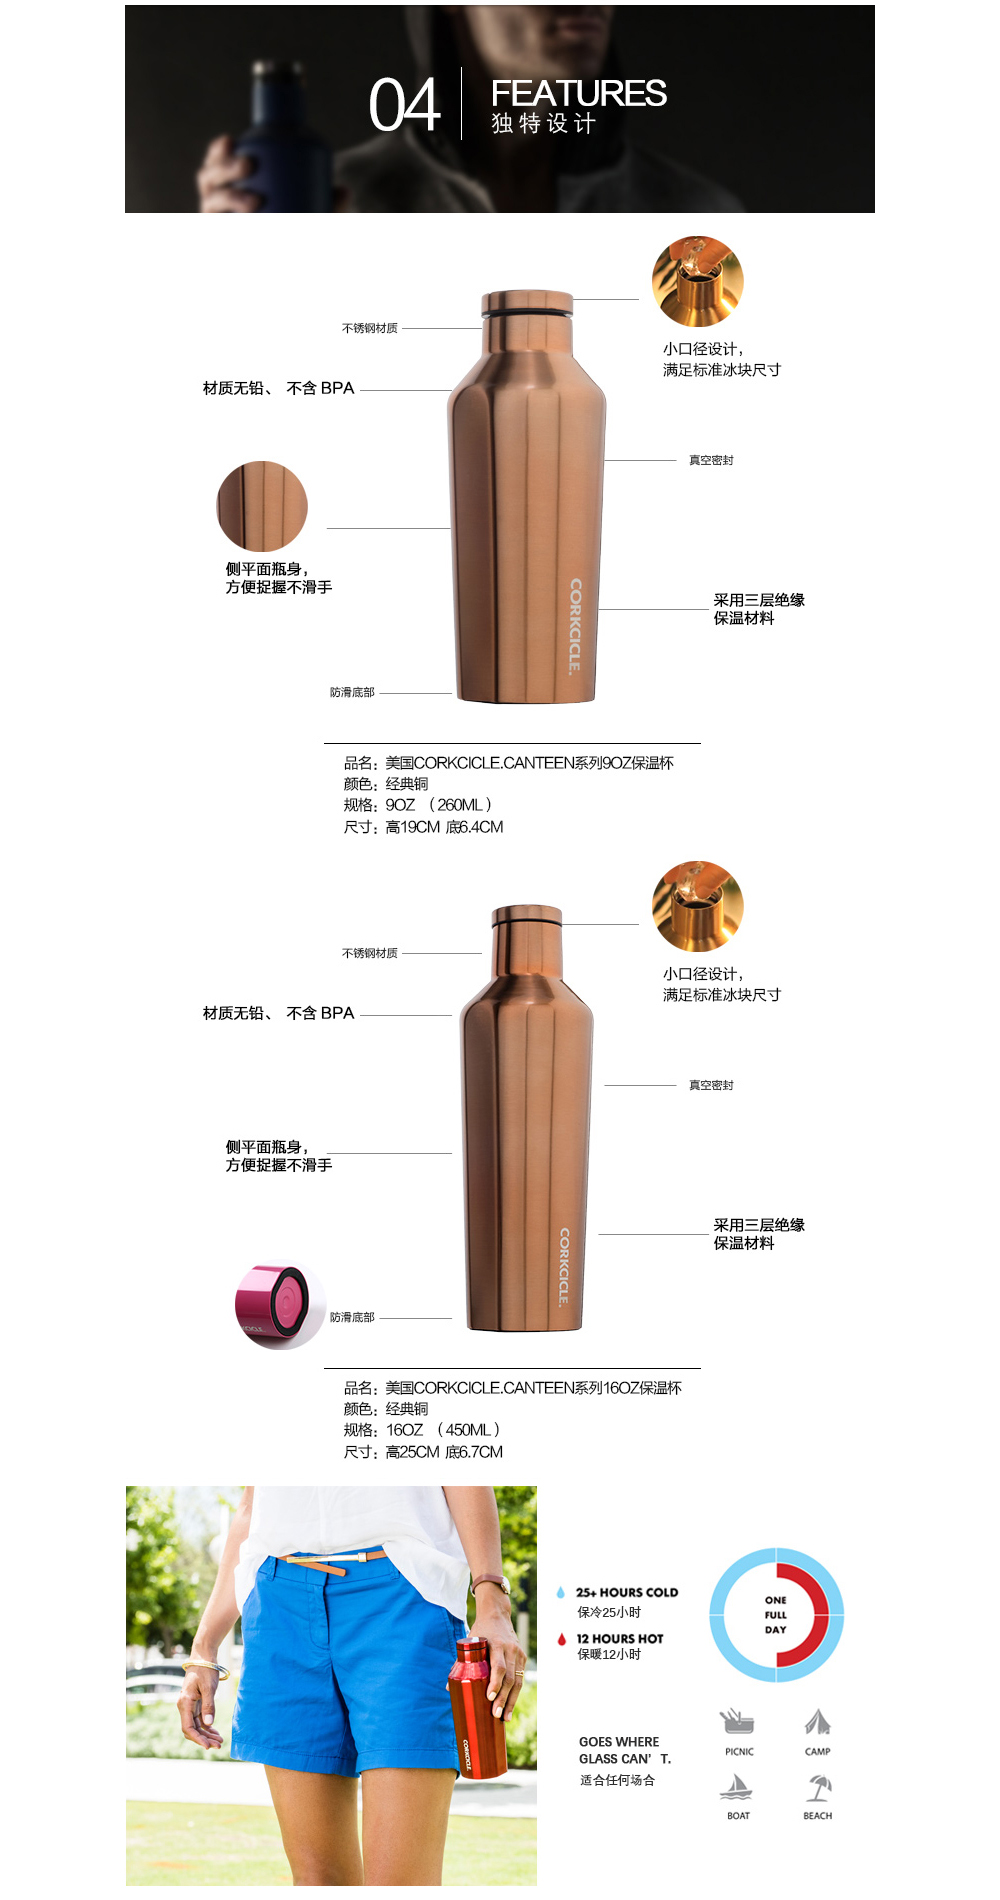 04
FEATURES
独特设计
不锈钢材质
小口径设计，
满足标准冰块尺寸
材质无铅、 不含 BPA
真空密封
侧平面瓶身，
方便捉握不滑手
CORKCICLE.
采用三层绝缘
保温材料
防滑底部
品名：美国CORKCICLE.CANTEEN系列9OZ保温杯
颜色：经典铜
规格：9OZ （260ML）
尺寸：高19CM 底6.4CM
不锈钢材质
小口径设计，
满足标准冰块尺寸
材质无铅、 不含 BPA
真空密封
侧平面瓶身，
方便捉握不滑手
CORKCICLE.
采用三层绝缘
保温材料
防滑底部
品名：美国CORKCICLE.CANTEEN系列16OZ保温杯
颜色：经典铜
规格：16OZ （450ML）
尺寸：高25CM 底6.7CM
CORKCICLE.
25+ HOURS COLD
保冷25小时
12 HOURS HOT
保暖12小时
ONE
FULL
DAY
GOES WHERE
GLASS CAN'T.
适合任何场合
PICNIC
CAMP
BOAT
BEACH